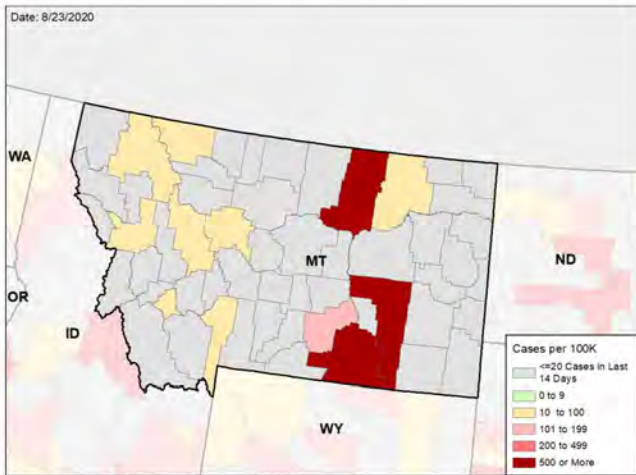 Date: 8/23/2020
WA
MT
ND
OR
ID
WY
Cases per 100K
<=20 Cases in Last
14 Days
0 to 9
10 to 100
101 to 199
200 to 499
500 or More